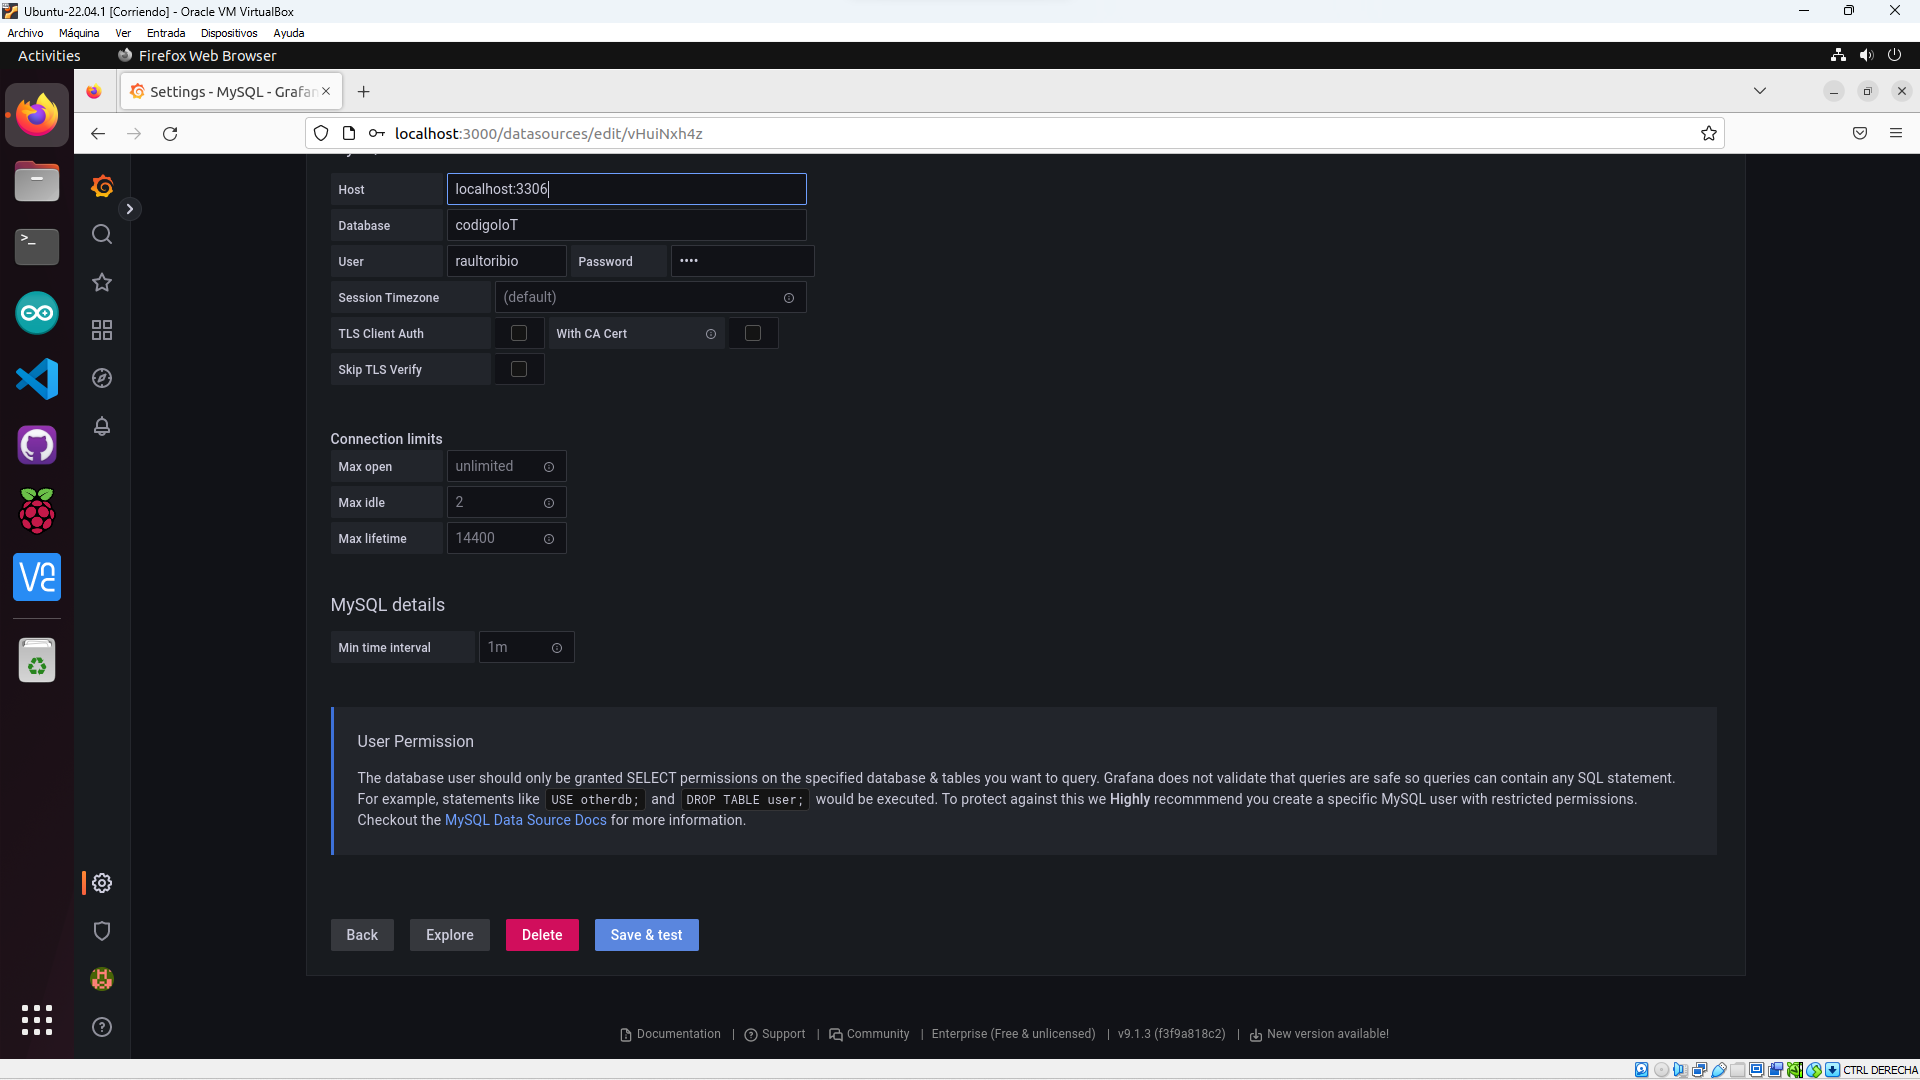 Ubuntu-22.04.1 [Corriendo] - Oracle VM VirtualBox
Archivo Máquina Ver Entrada Dispositivos Ayuda
Activities Firefox Web Browser
Settings - MySQL - Grafan
localhost:3000/datasources/edit/vHuiNxh4z
Host localhost:3306
Database codigoIoT
User raultoribio Password ••••
Session Timezone (default)
TLS Client Auth With CA Cert
Skip TLS Verify
Connection limits
Max open unlimited
Max idle 2
Max lifetime 14400
MySQL details
Min time interval 1m
User Permission
The database user should only be granted SELECT permissions on the specified database & tables you want to query. Grafana does not validate that queries are safe so queries can contain any SQL statement.
For example, statements like USE otherdb; and DROP TABLE user; would be executed. To protect against this we Highly recommmend you create a specific MySQL user with restricted permissions.
Checkout the MySQL Data Source Docs for more information.
Back Explore Delete Save & test
Documentation | Support | Community | Enterprise (Free & unlicensed) | v9.1.3 (f3f9a818c2) | New version available!
CTRL DERECHA